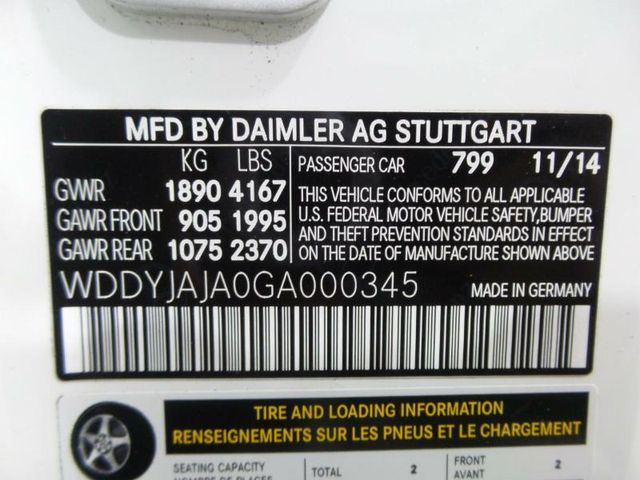 MFD BY DAIMLER AG STUTTGART
KG LBS
GVWR 1890 4167
GAWR FRONT 905 1995
GAWR REAR 1075 2370
PASSENGER CAR 799 11/14
THIS VEHICLE CONFORMS TO ALL APPLICABLE
U.S. FEDERAL MOTOR VEHICLE SAFETY,BUMPER
AND THEFT PREVENTION STANDARDS IN EFFECT
ON THE DATE OF MANUFACTURE SHOWN ABOVE
WDDYJAJA0GA000345 MADE IN GERMANY
TIRE AND LOADING INFORMATION
RENSEIGNEMENTS SUR LES PNEUS ET LE CHARGEMENT
SEATING CAPACITY TOTAL 2 FRONT 2
NOMBRE DE PLACES AVANT